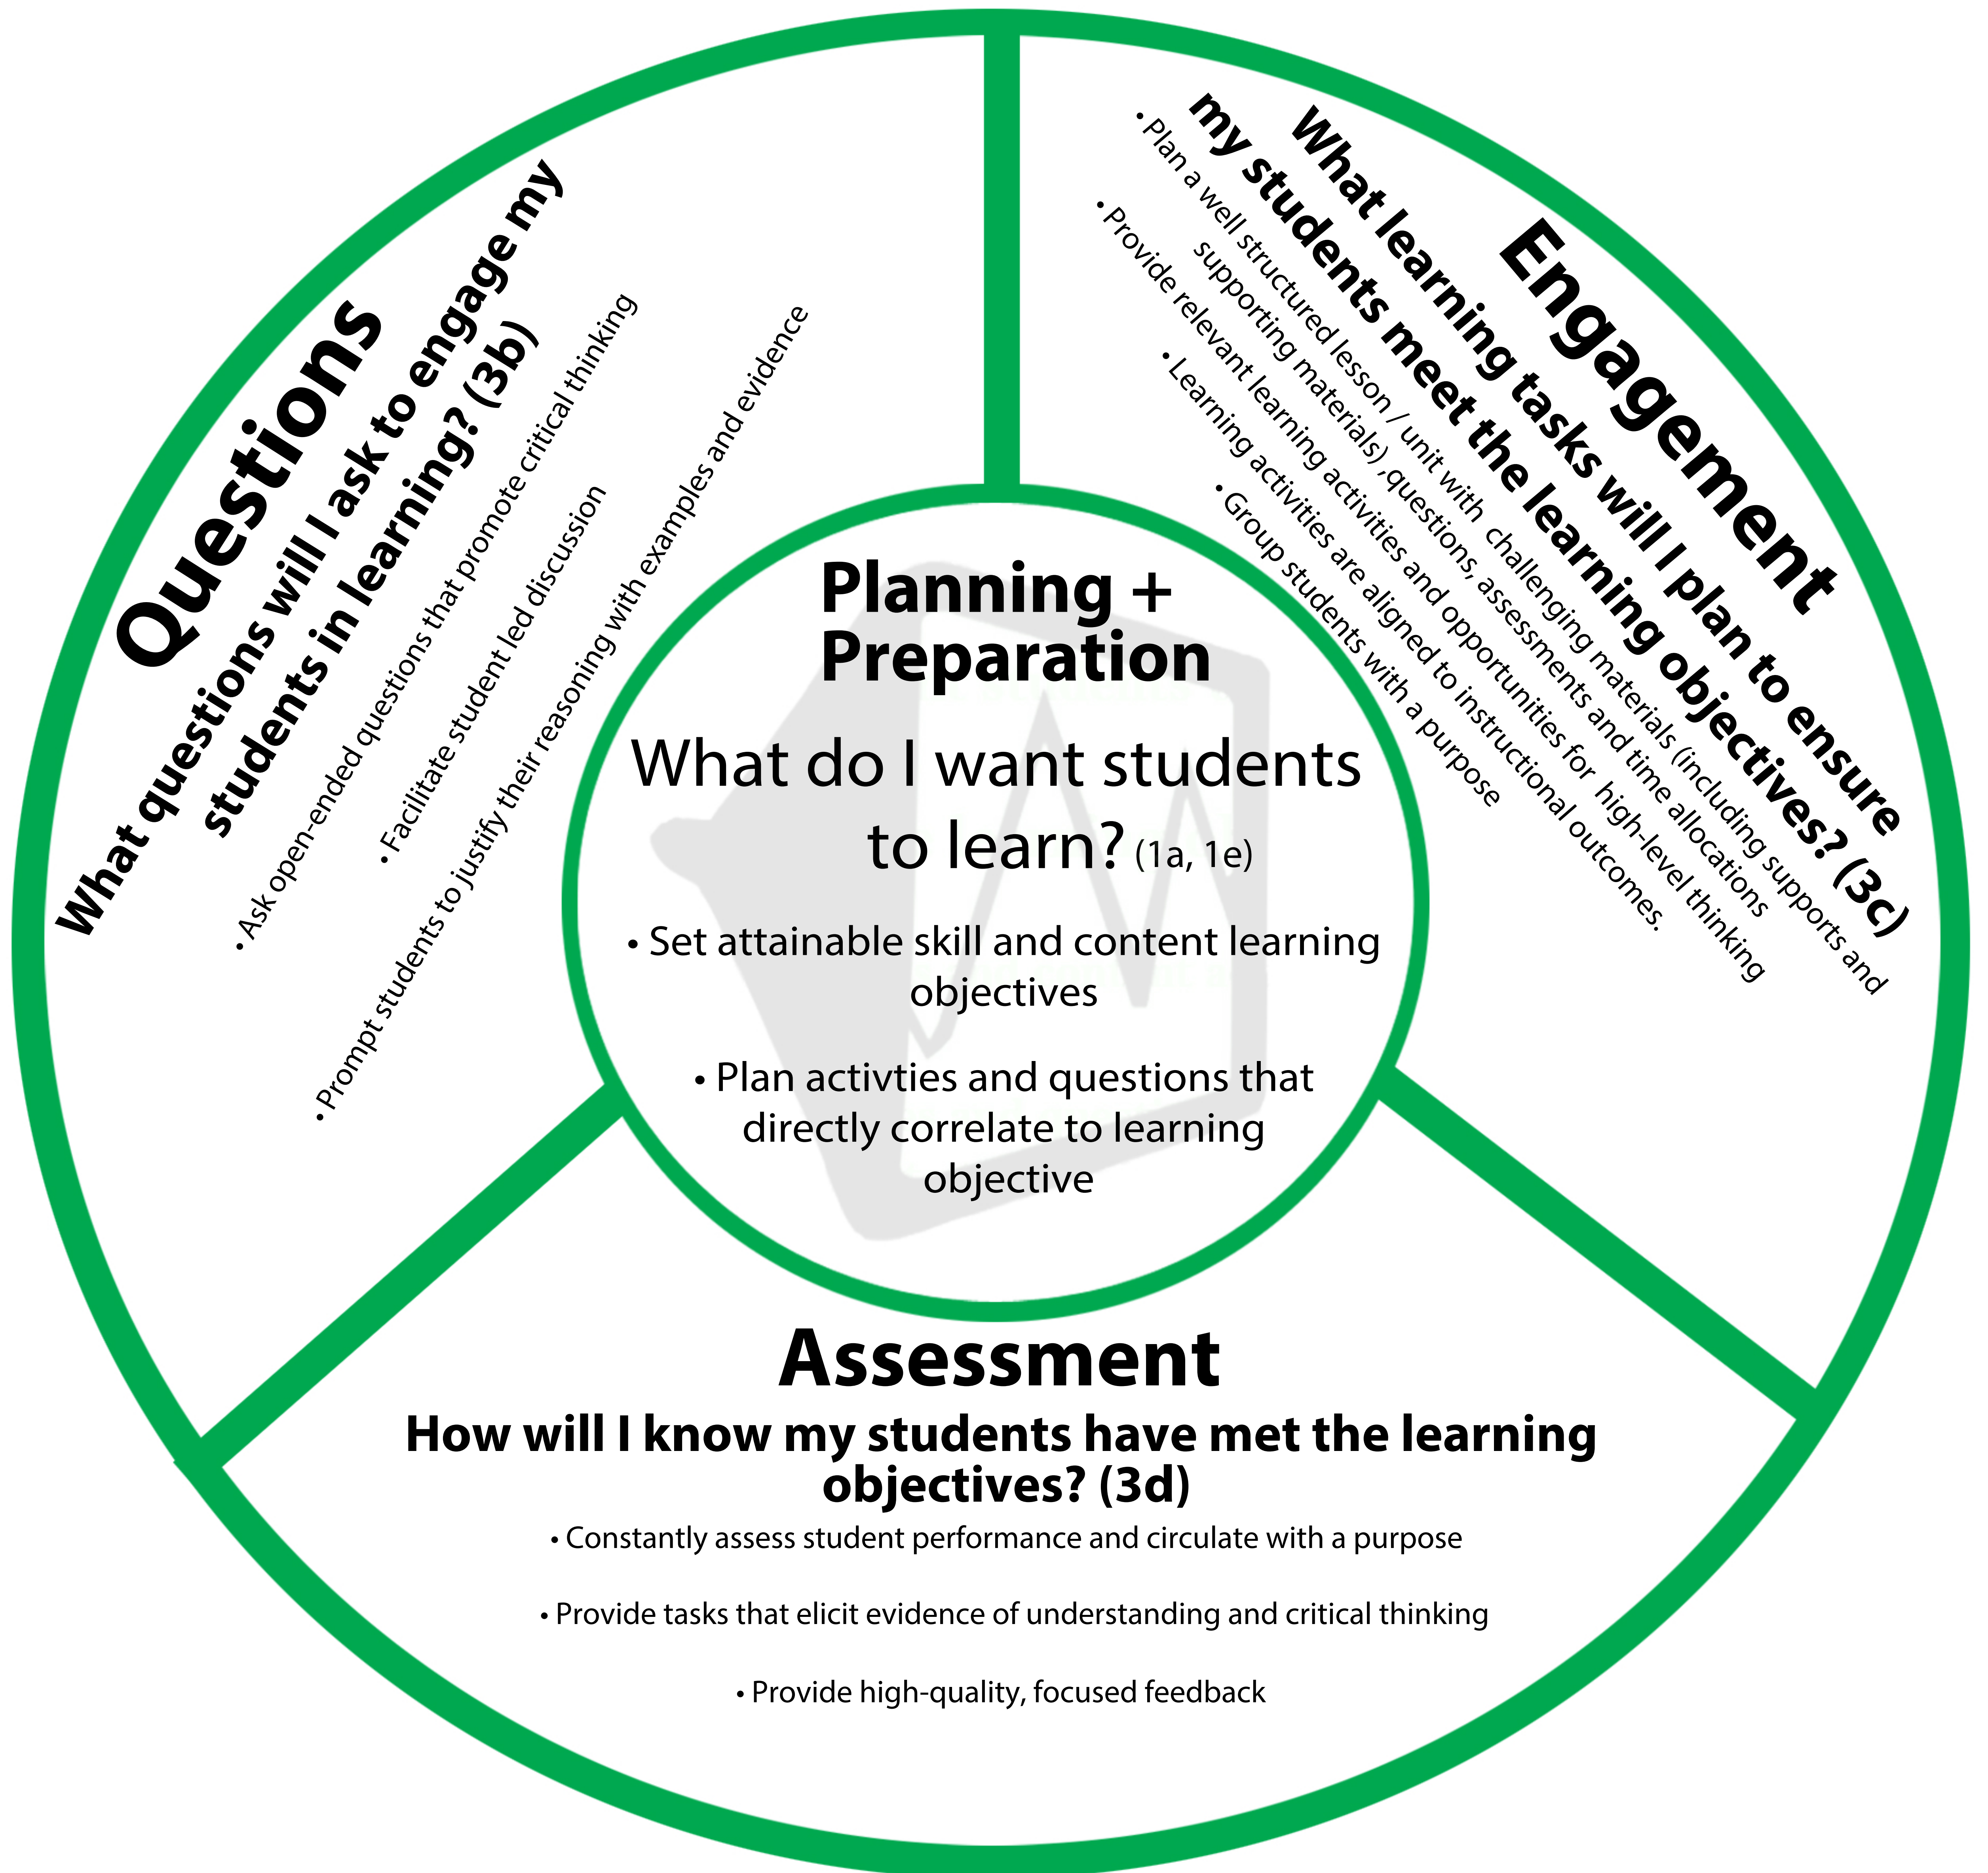 Questions
What questions will I ask to engage my
students in learning? (3b)
• Ask open-ended questions that promote critical thinking
• Facilitate student led discussion
• Prompt students to justify their reasoning with examples and evidence
Engagement
What learning tasks will I plan to ensure
my students meet the learning objectives? (3c)
• Plan a well structured lesson / unit with challenging materials (including supports and
supporting materials) ,questions, assessments and time allocations
• Provide relevant learning activities and opportunities for high-level thinking
• Learning activities are aligned to instructional outcomes.
• Group students with a purpose
Planning +
Preparation
What do I want students
to learn? (1a, 1e)
• Set attainable skill and content learning
objectives
• Plan activties and questions that
directly correlate to learning
objective
Assessment
How will I know my students have met the learning
objectives? (3d)
• Constantly assess student performance and circulate with a purpose
• Provide tasks that elicit evidence of understanding and critical thinking
• Provide high-quality, focused feedback